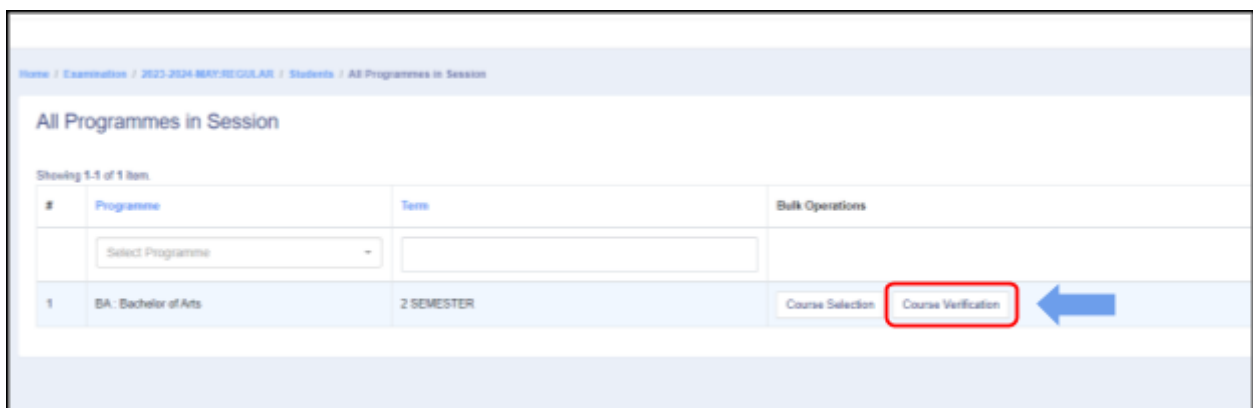 Home / Examination / 2023-2024-MAY:REGULAR / Students / All Programmes in Session
All Programmes in Session
Showing 1-1 of 1 item.
# Programme Term Bulk Operations
Select Programme
1 BA : Bachelor of Arts 2 SEMESTER Course Selection Course Verification